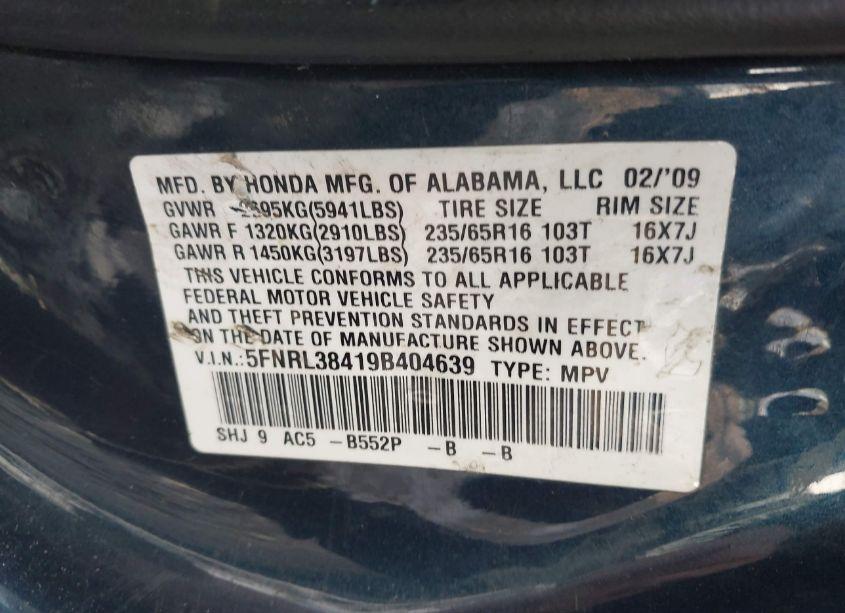 MFD. BY HONDA MFG. OF ALABAMA, LLC 02/'09
GVWR 2695KG(5941LBS) TIRE SIZE RIM SIZE
GAWR F 1320KG(2910LBS) 235/65R16 103T 16X7J
GAWR R 1450KG(3197LBS) 235/65R16 103T 16X7J
THIS VEHICLE CONFORMS TO ALL APPLICABLE
FEDERAL MOTOR VEHICLE SAFETY
AND THEFT PREVENTION STANDARDS IN EFFECT
ON THE DATE OF MANUFACTURE SHOWN ABOVE.
V.I.N.: 5FNRL38419B404639 TYPE: MPV
SHJ 9 AC5 -B552P -B -B